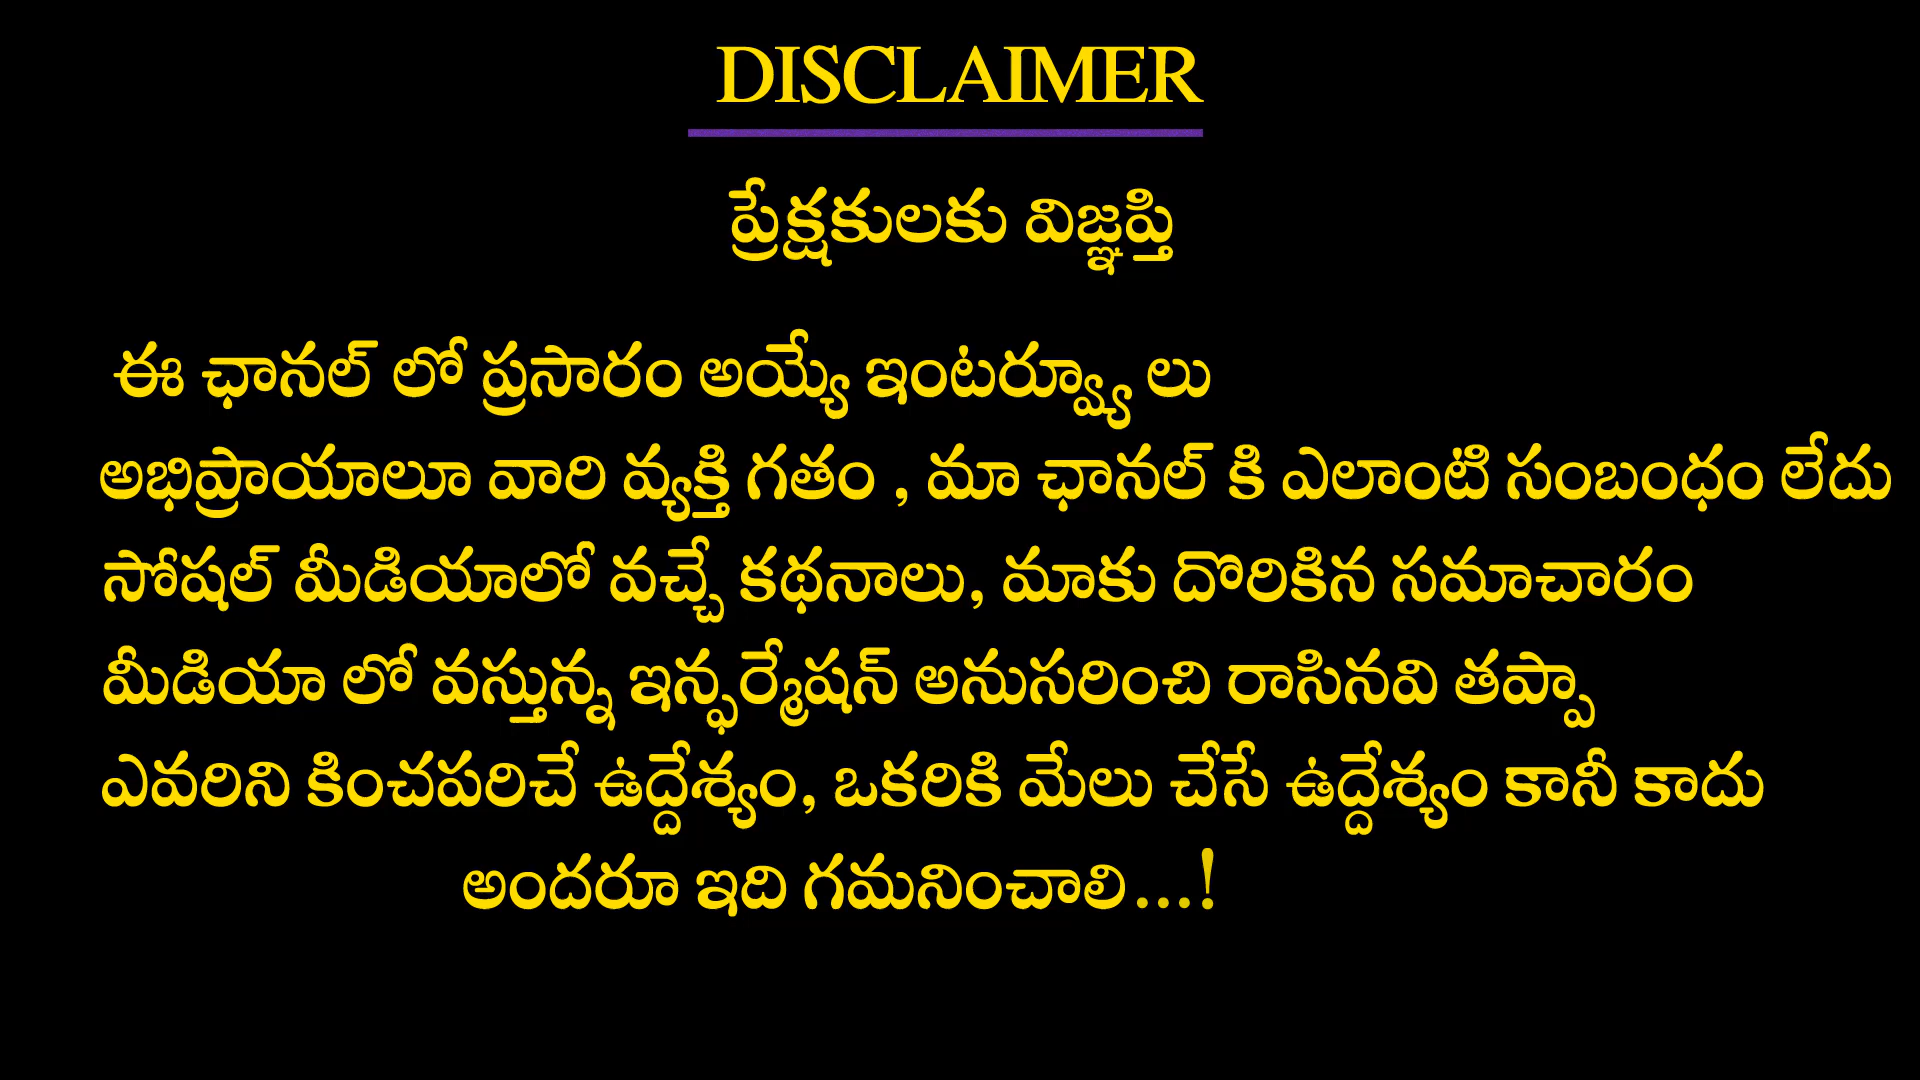 DISCLAIMER
ప్రేక్షకులకు విజ్ఞప్తి
ఈ ఛానల్ లో ప్రసారం అయ్యే ఇంటర్వ్యూ లు
అభిప్రాయాలూ వారి వ్యక్తి గతం , మా ఛానల్ కి ఎలాంటి సంబంధం లేదు
సోషల్ మీడియాలో వచ్చే కథనాలు, మాకు దొరికిన సమాచారం
మీడియా లో వస్తున్న ఇన్ఫర్మేషన్ అనుసరించి రాసినవి తప్పా
ఎవరిని కించపరిచే ఉద్దేశ్యం, ఒకరికి మేలు చేసే ఉద్దేశ్యం కానీ కాదు
అందరూ ఇది గమనించాలి...!